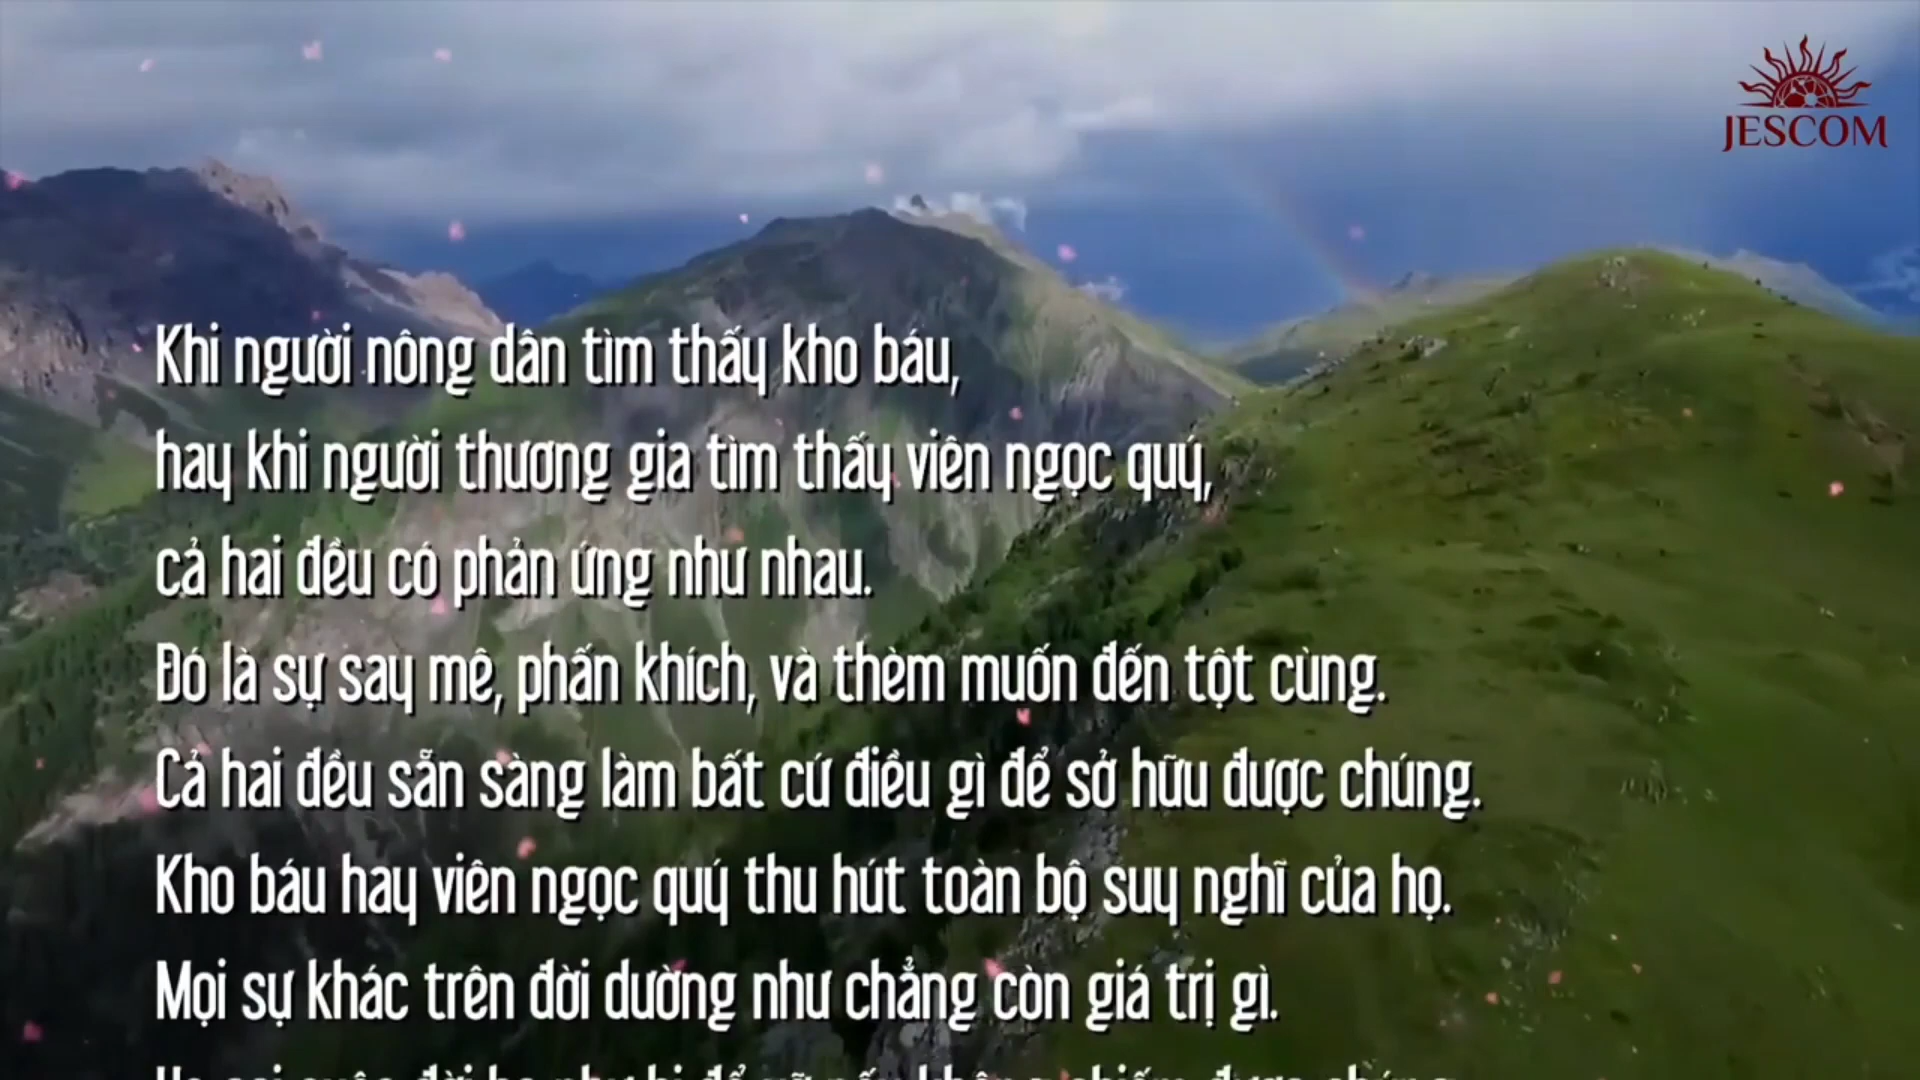 JESCOM
Khi người nông dân tìm thấy kho báu,
hay khi người thương gia tìm thấy viên ngọc quý,
cả hai đều có phản ứng như nhau.
Đó là sự say mê, phấn khích, và thèm muốn đến tột cùng.
Cả hai đều sẵn sàng làm bất cứ điều gì để sở hữu được chúng.
Kho báu hay viên ngọc quý thu hút toàn bộ suy nghĩ của họ.
Mọi sự khác trên đời dường như chẳng còn giá trị gì.